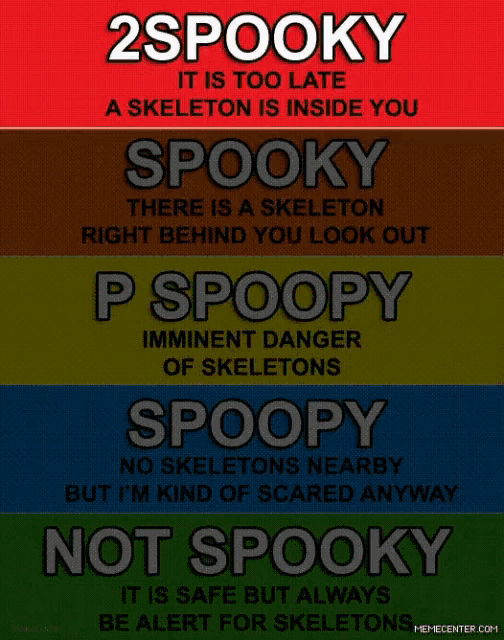 2SPOOKY
IT IS TOO LATE
A SKELETON IS INSIDE YOU
SPOOKY
THERE IS A SKELETON
RIGHT BEHIND YOU LOOK OUT
P SPOOPY
IMMINENT DANGER
OF SKELETONS
SPOOPY
NO SKELETONS NEARBY
BUT I'M KIND OF SCARED ANYWAY
NOT SPOOKY
IT IS SAFE BUT ALWAYS
BE ALERT FOR SKELETONS
MEMECENTER.COM